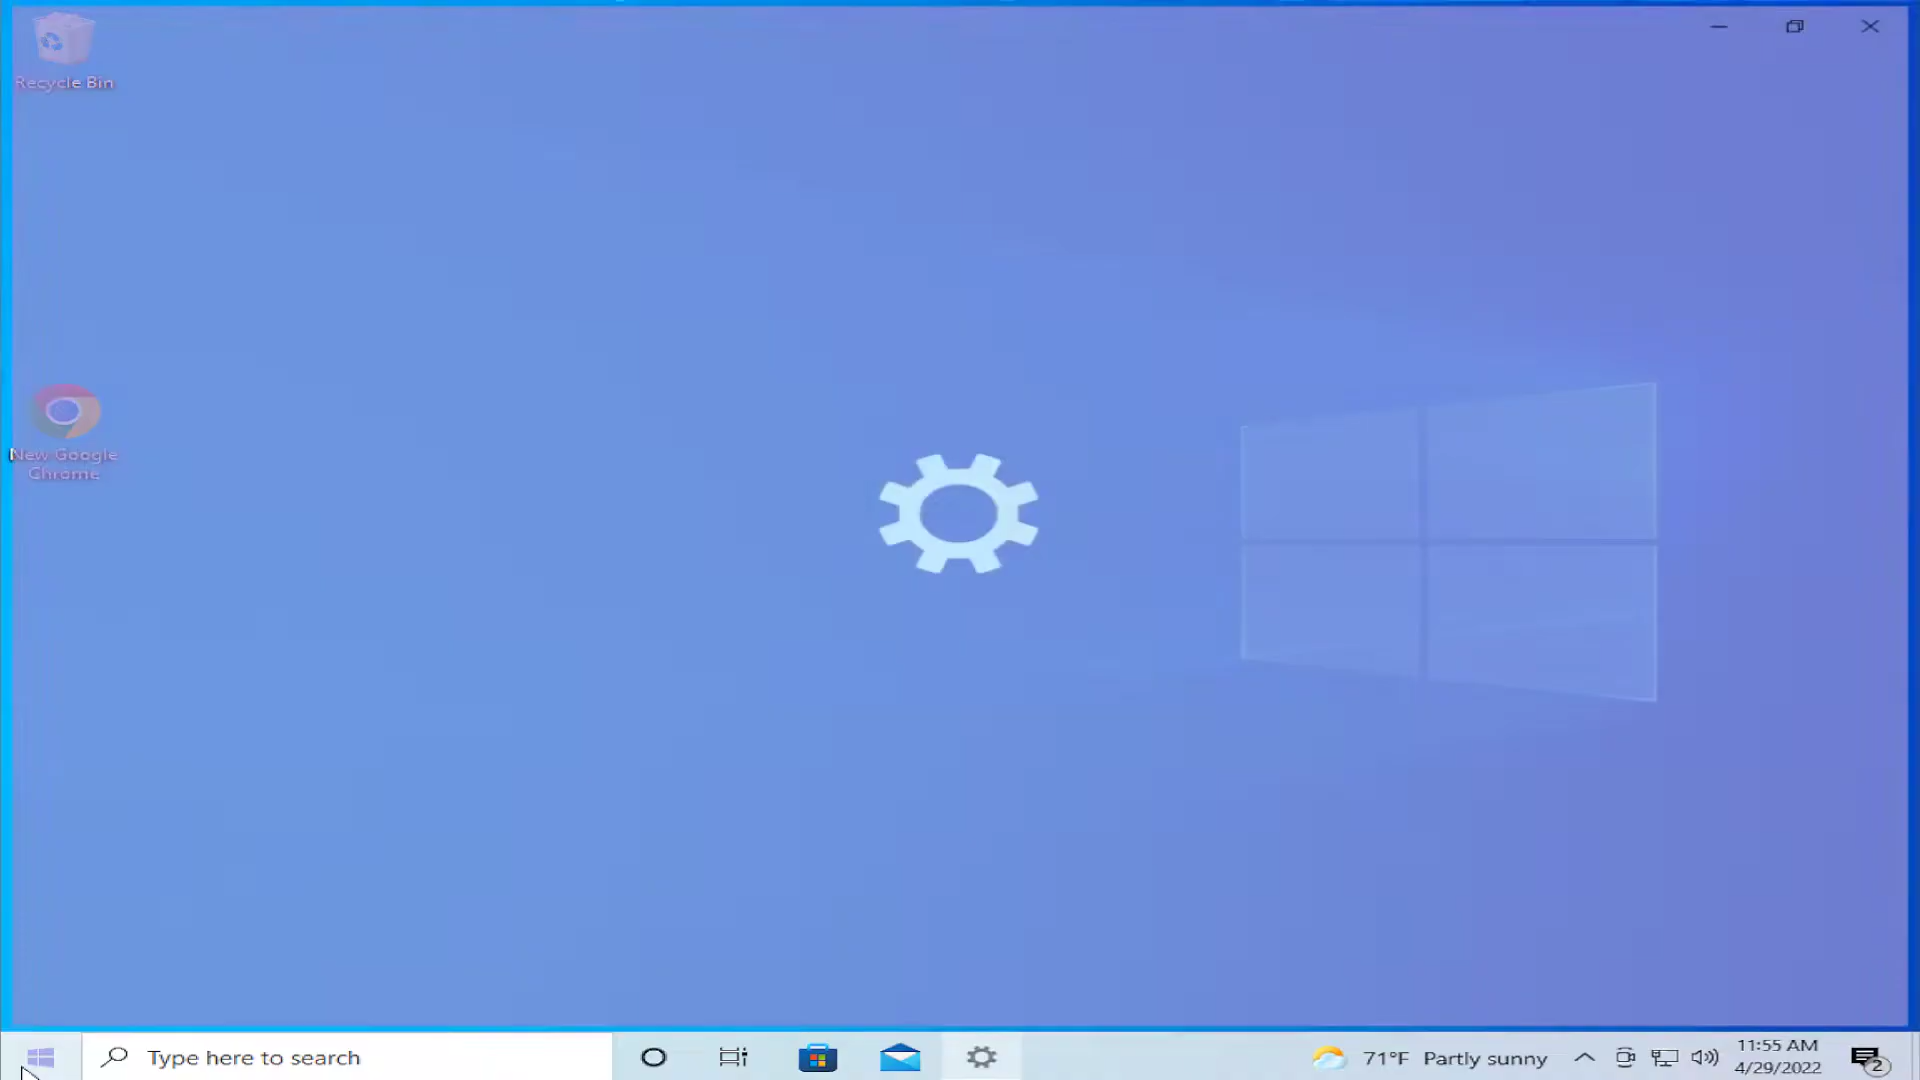 Recycle Bin
New Google
Chrome
Type here to search
71°F Partly sunny
11:55 AM
4/29/2022
2